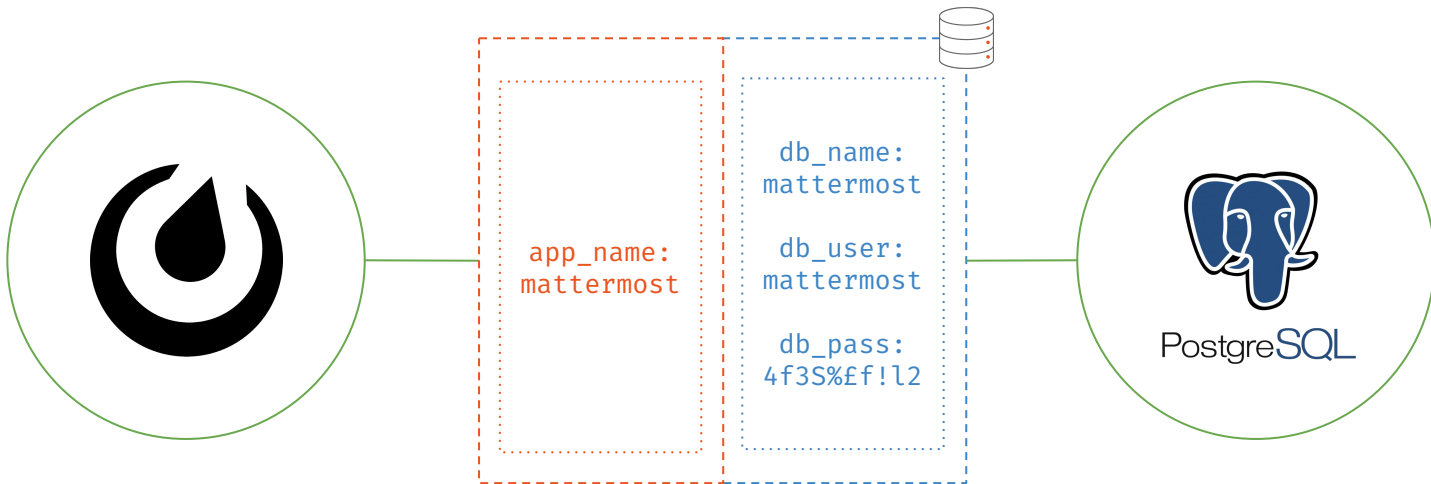 app_name:
mattermost
db_name:
mattermost
db_user:
mattermost
db_pass:
4f3S%£f!l2
PostgreSQL